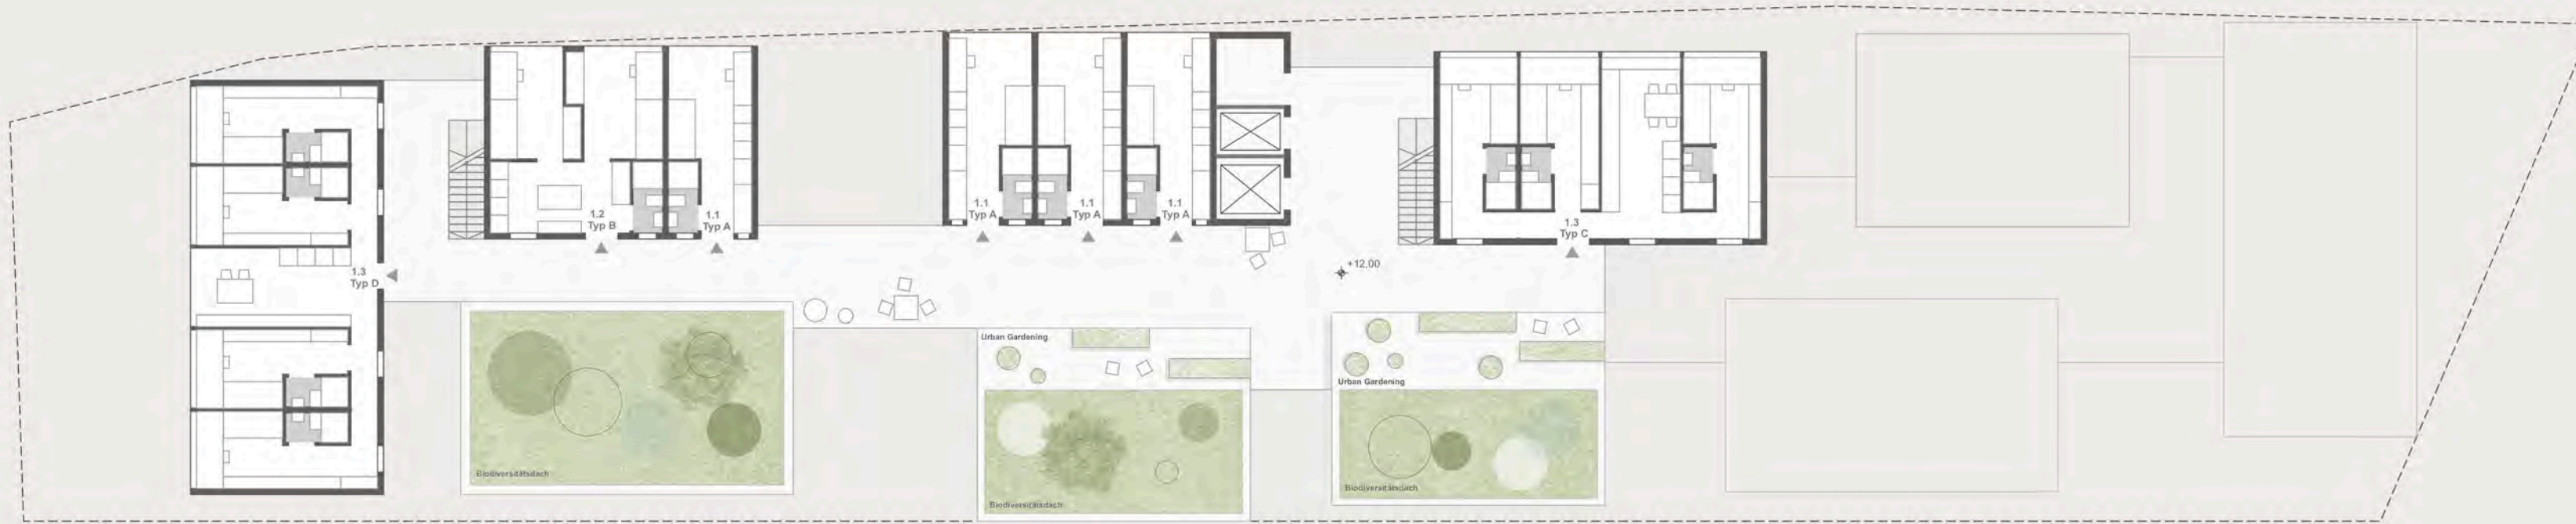 1.3
Typ D
1.2
Typ B
1.1
Typ A
1.1
Typ A
1.1
Typ A
1.1
Typ A
1.3
Typ C
+12.00
Urban Gardening
Urban Gardening
Biodiversitätsdach
Biodiversitätsdach
Biodiversitätsdach